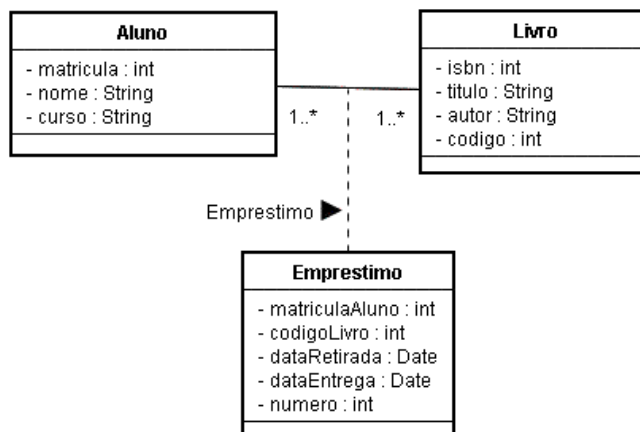 Aluno
- matricula : int
- nome : String
- curso : String
Livro
- isbn : int
- titulo : String
- autor : String
- codigo : int
1..*
1..*
Emprestimo
Emprestimo
- matriculaAluno : int
- codigoLivro : int
- dataRetirada : Date
- dataEntrega : Date
- numero : int